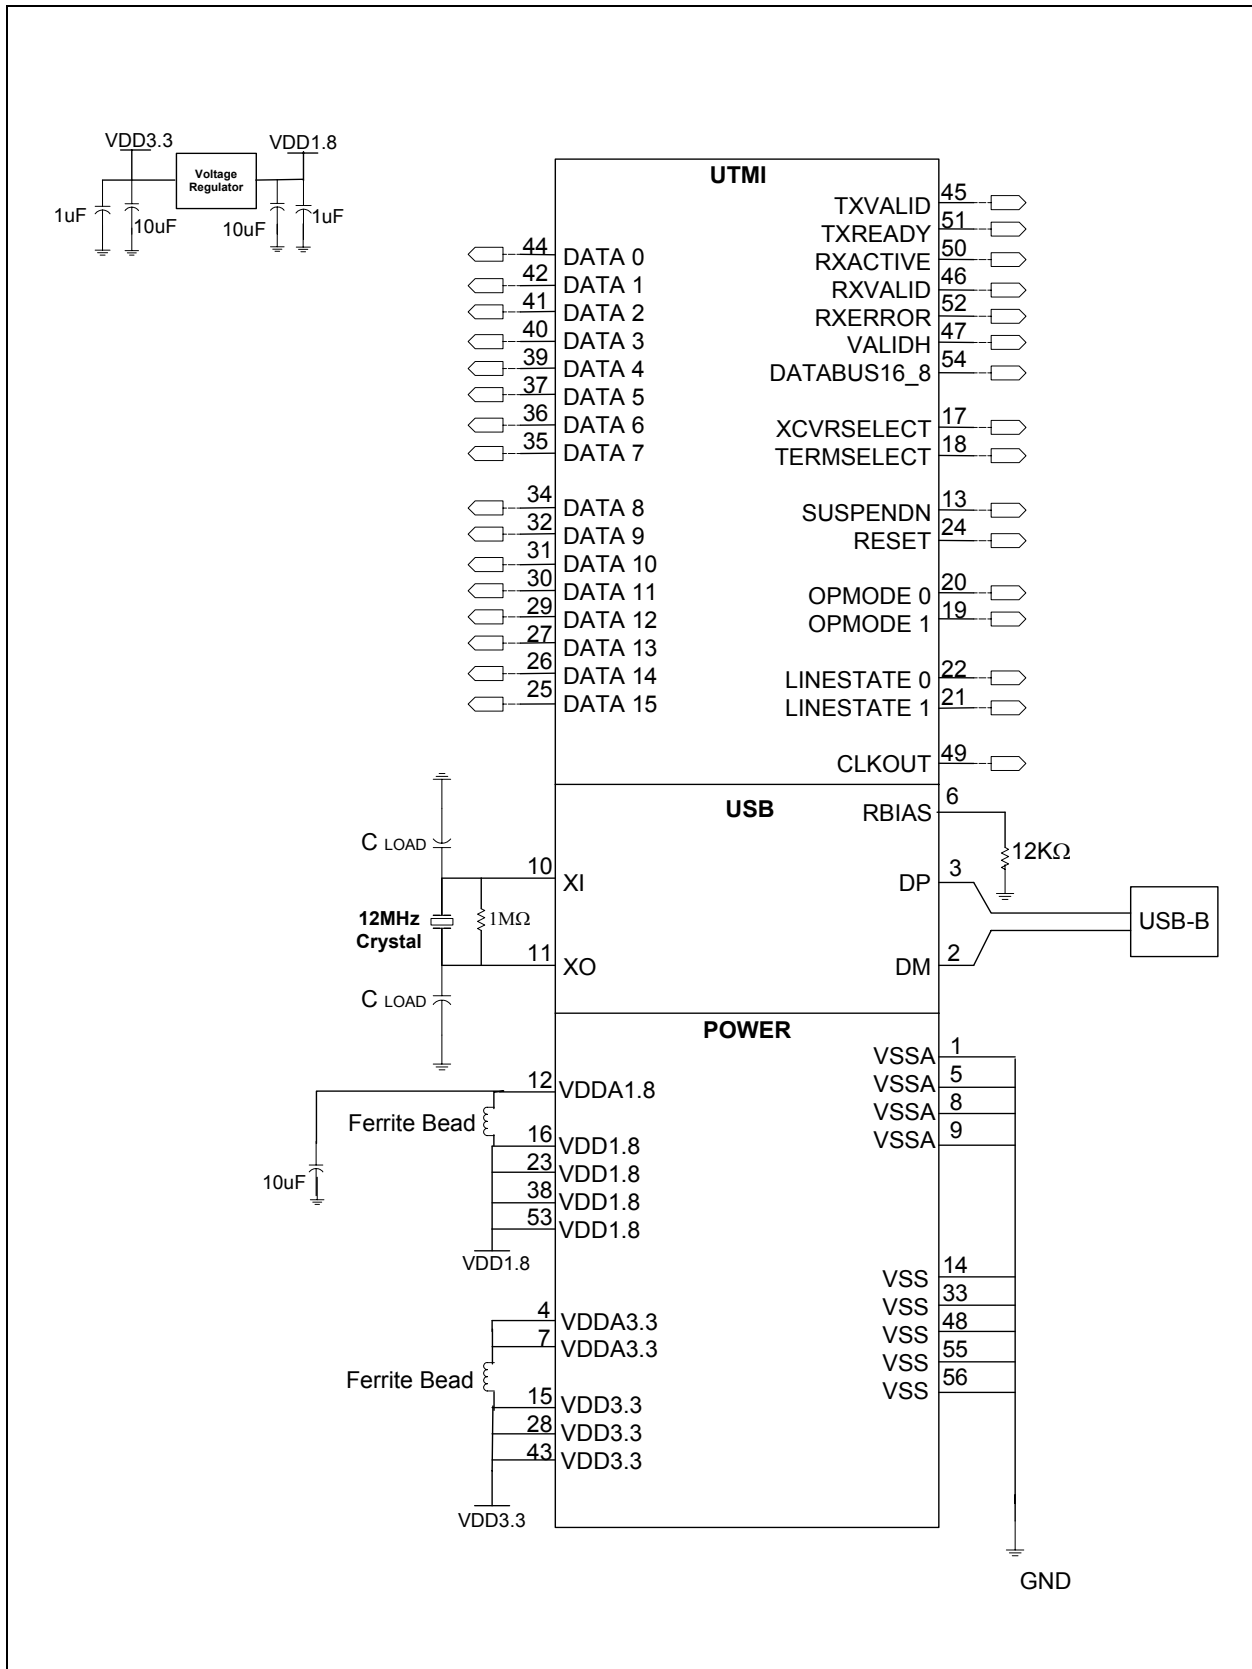 VDD3.3
VDD1.8
Voltage
Regulator
1uF
10uF
10uF
1uF
UTMI
44 DATA 0
42 DATA 1
41 DATA 2
40 DATA 3
39 DATA 4
37 DATA 5
36 DATA 6
35 DATA 7
34 DATA 8
32 DATA 9
31 DATA 10
30 DATA 11
29 DATA 12
27 DATA 13
26 DATA 14
25 DATA 15
TXVALID 45
TXREADY 51
RXACTIVE 50
RXVALID 46
RXERROR 52
VALIDH 47
DATABUS16_8 54
XCVRSELECT 17
TERMSELECT 18
SUSPENDN 13
RESET 24
OPMODE 0 20
OPMODE 1 19
LINESTATE 0 22
LINESTATE 1 21
CLKOUT 49
USB
C LOAD
10 XI
12MHz
Crystal
1MΩ
11 XO
C LOAD
RBIAS 6
12KΩ
DP 3
DM 2
USB-B
POWER
12 VDDA1.8
Ferrite Bead
16 VDD1.8
23 VDD1.8
38 VDD1.8
53 VDD1.8
10uF
VDD1.8
4 VDDA3.3
7 VDDA3.3
Ferrite Bead
15 VDD3.3
28 VDD3.3
43 VDD3.3
VDD3.3
VSSA 1
VSSA 5
VSSA 8
VSSA 9
VSS 14
VSS 33
VSS 48
VSS 55
VSS 56
GND